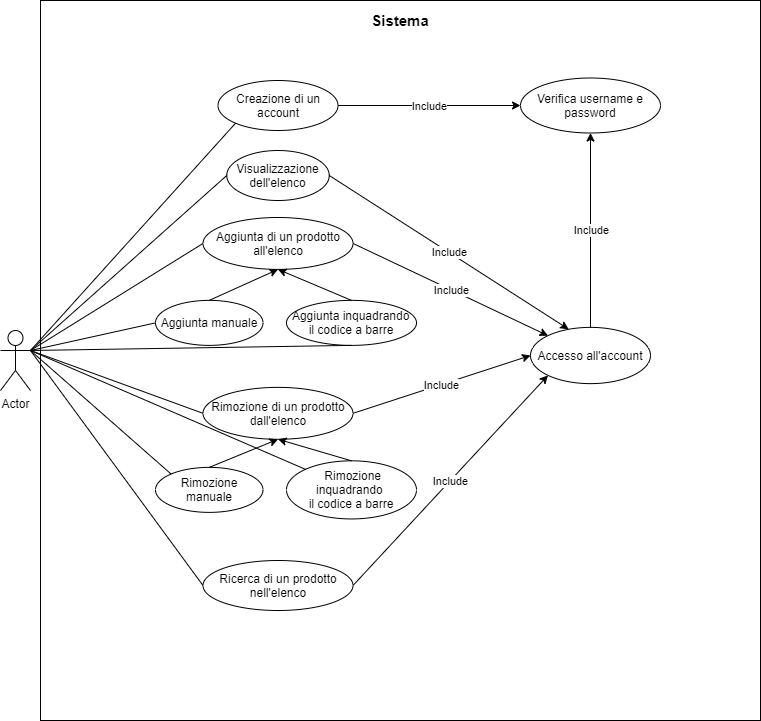 Sistema
Creazione di un
account
Include
Verifica username e
password
Visualizzazione
dell'elenco
Include
Include
Aggiunta di un prodotto
all'elenco
Include
Aggiunta manuale
Aggiunta inquadrando
il codice a barre
Accesso all'account
Actor
Rimozione di un prodotto
dall'elenco
Include
Rimozione
manuale
Rimozione
inquadrando
il codice a barre
Include
Ricerca di un prodotto
nell'elenco